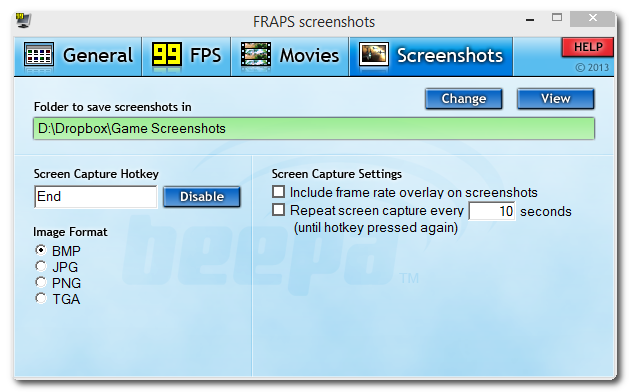 FRAPS screenshots
General
99 FPS
Movies
Screenshots
HELP
© 2013
Folder to save screenshots in
Change
View
D:\Dropbox\Game Screenshots
Screen Capture Hotkey
End
Disable
Screen Capture Settings
Include frame rate overlay on screenshots
Repeat screen capture every 10 seconds
(until hotkey pressed again)
Image Format
BMP
JPG
PNG
TGA
beepa™